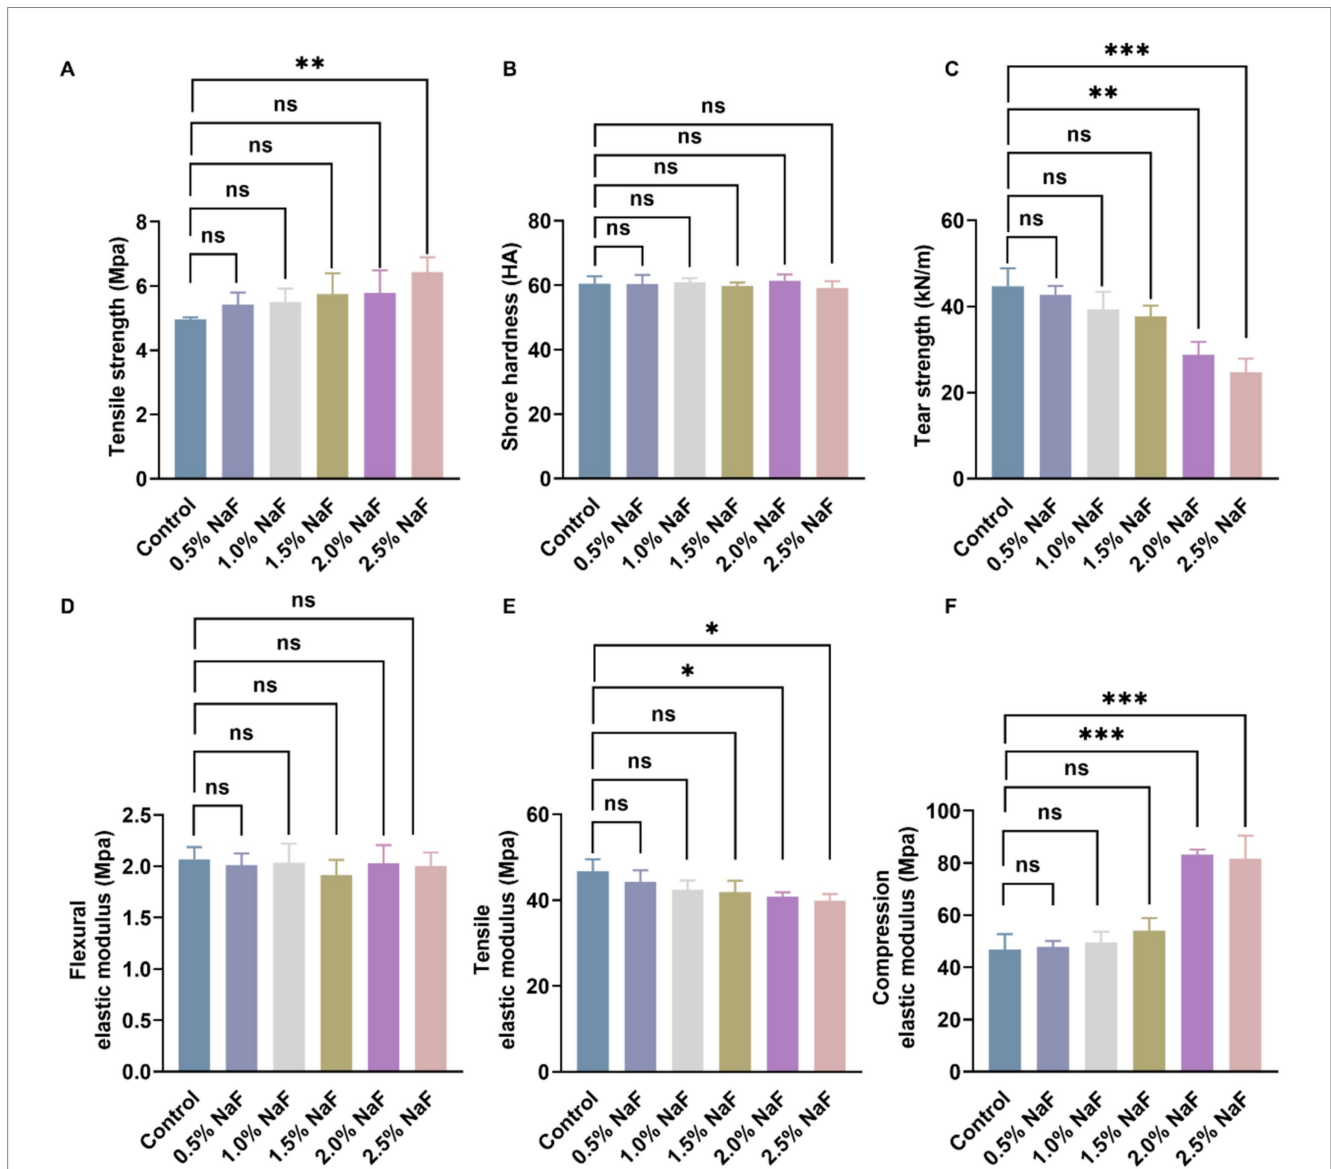 A
**
ns
ns
ns
ns
Tensile strength (Mpa)
8
6
4
2
0
Control
0.5% NaF
1.0% NaF
1.5% NaF
2.0% NaF
2.5% NaF
B
ns
ns
ns
ns
ns
Shore hardness (HA)
80
60
40
20
0
Control
0.5% NaF
1.0% NaF
1.5% NaF
2.0% NaF
2.5% NaF
C
***
**
ns
ns
ns
Tear strength (kN/m)
60
40
20
0
Control
0.5% NaF
1.0% NaF
1.5% NaF
2.0% NaF
2.5% NaF
D
ns
ns
ns
ns
ns
Flexural
elastic modulus (Mpa)
2.5
2.0
1.5
1.0
0.5
0.0
Control
0.5% NaF
1.0% NaF
1.5% NaF
2.0% NaF
2.5% NaF
E
*
*
ns
ns
ns
Tensile
elastic modulus (Mpa)
60
40
20
0
Control
0.5% NaF
1.0% NaF
1.5% NaF
2.0% NaF
2.5% NaF
F
***
***
ns
ns
ns
Compression
elastic modulus (Mpa)
100
80
60
40
20
0
Control
0.5% NaF
1.0% NaF
1.5% NaF
2.0% NaF
2.5% NaF